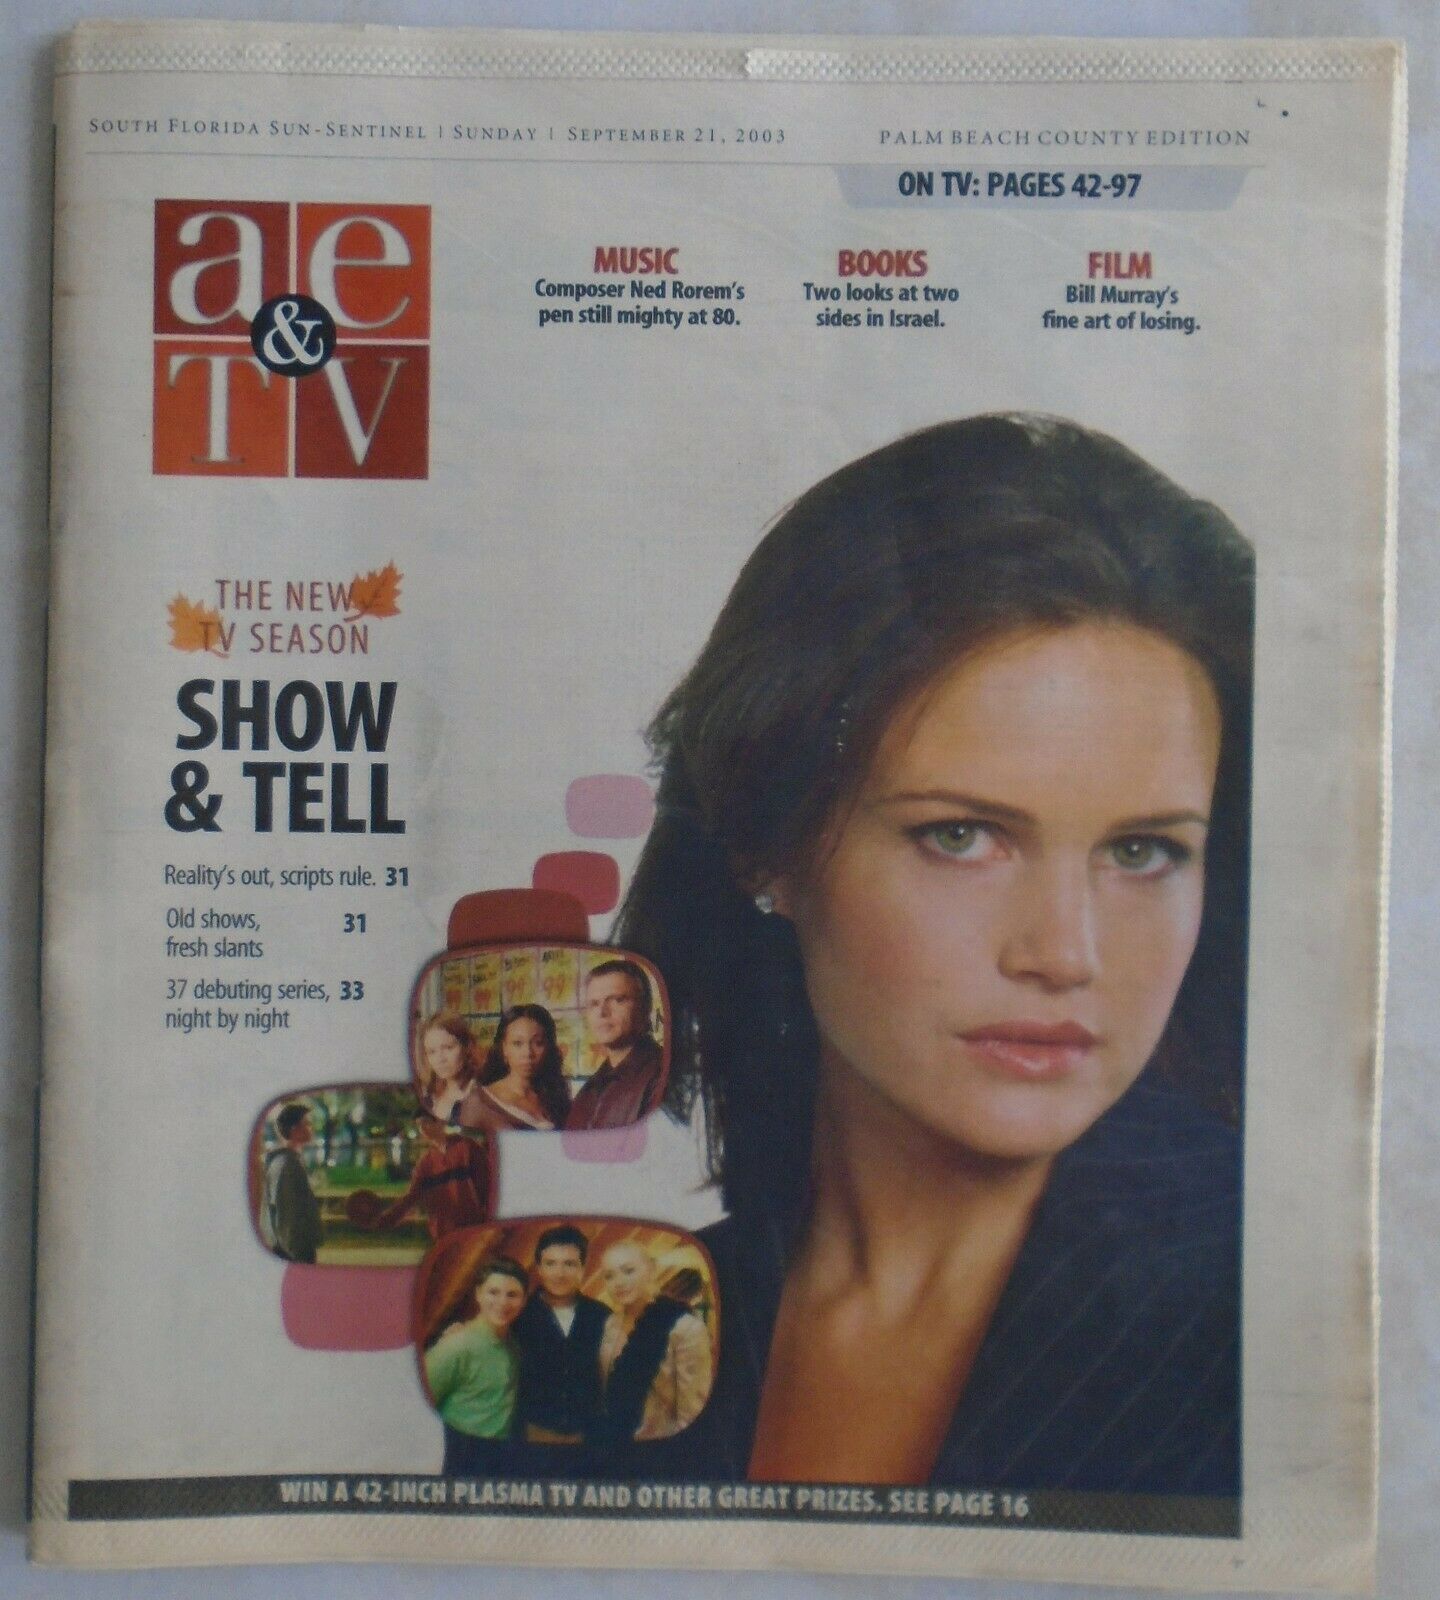 SOUTH FLORIDA SUN-SENTINEL | SUNDAY | SEPTEMBER 21, 2003
PALM BEACH COUNTY EDITION
ON TV: PAGES 42-97
a e
&
T V
MUSIC
Composer Ned Rorem's
pen still mighty at 80.
BOOKS
Two looks at two
sides in Israel.
FILM
Bill Murray's
fine art of losing.
THE NEW
TV SEASON
SHOW
& TELL
Reality's out, scripts rule. 31
Old shows, 31
fresh slants
37 debuting series, 33
night by night
99 99 99 99
WIN A 42-INCH PLASMA TV AND OTHER GREAT PRIZES. SEE PAGE 16